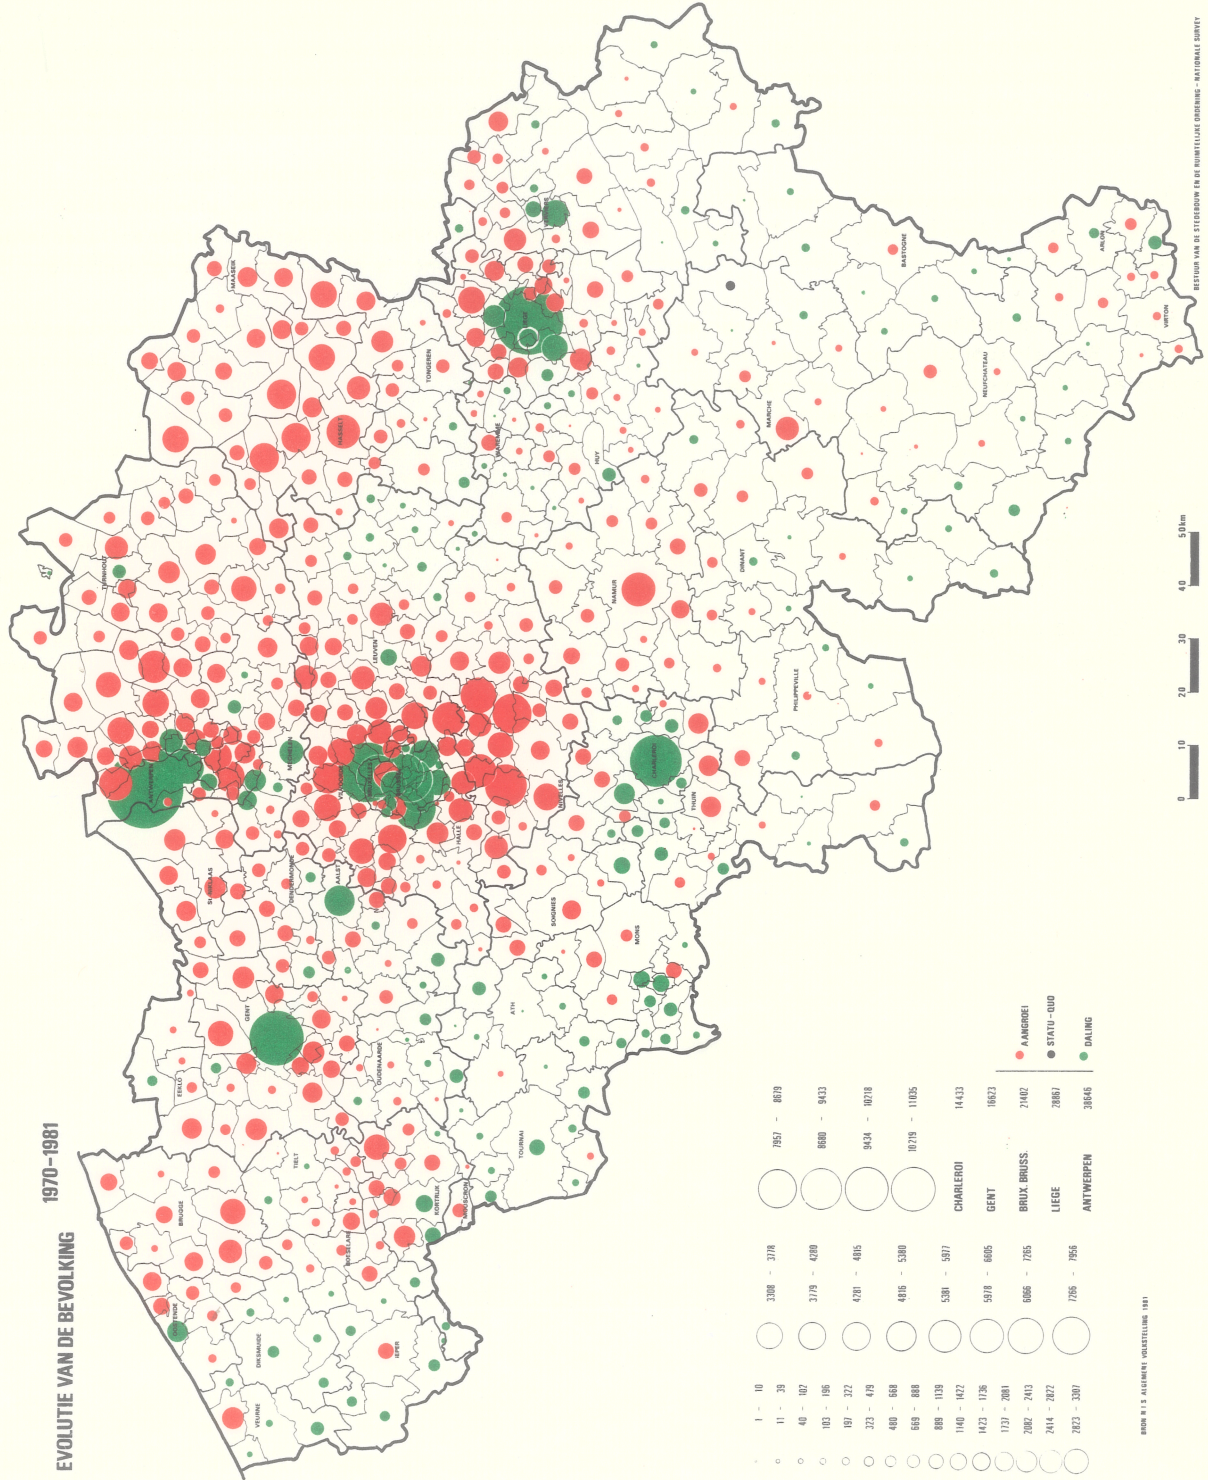 EVOLUTIE VAN DE BEVOLKING 1970-1981
MAASEIK
HASSELT
TONGEREN
LIEGE
WAREMME
HUY
BASTOGNE
ARLON
VIRTON
NEUFCHATEAU
MARCHE
DINANT
NAMUR
PHILIPPEVILLE
TURNHOUT
LEUVEN
ANTWERPEN
MECHELEN
VILVOORDE
HALLE
NIVELLES
CHARLEROI
THUIN
ST NIKLAAS
DENDERMONDE
AALST
SOIGNIES
MONS
ATH
GENT
EEKLO
OUDENAARDE
TOURNAI
TIELT
BRUGGE
ROESELARE
KORTRIJK
MOUSCRON
OOSTENDE
DIKSMUIDE
IEPER
VEURNE
1 - 10
11 - 39
40 - 102
103 - 196
197 - 322
323 - 479
480 - 668
669 - 888
889 - 1139
1140 - 1422
1423 - 1736
1737 - 2081
2082 - 2413
2414 - 2822
2823 - 3307
3308 - 3778
3779 - 4280
4281 - 4815
4816 - 5380
5381 - 5977
5978 - 6605
6066 - 7265
7266 - 7956
7957 - 8679
8680 - 9433
9434 - 10218
10219 - 11035
CHARLEROI 14433
GENT 16623
BRUX. BRUSS. 21402
LIEGE 28867
ANTWERPEN 38646
AANGROEI
STATU-QUO
DALING
0 10 20 30 40 50km
BRON N I S ALGEMENE VOLKSTELLING 1981
BESTUUR VAN DE STEDEBOUW EN DE RUIMTELIJKE ORDENING - NATIONALE SURVEY